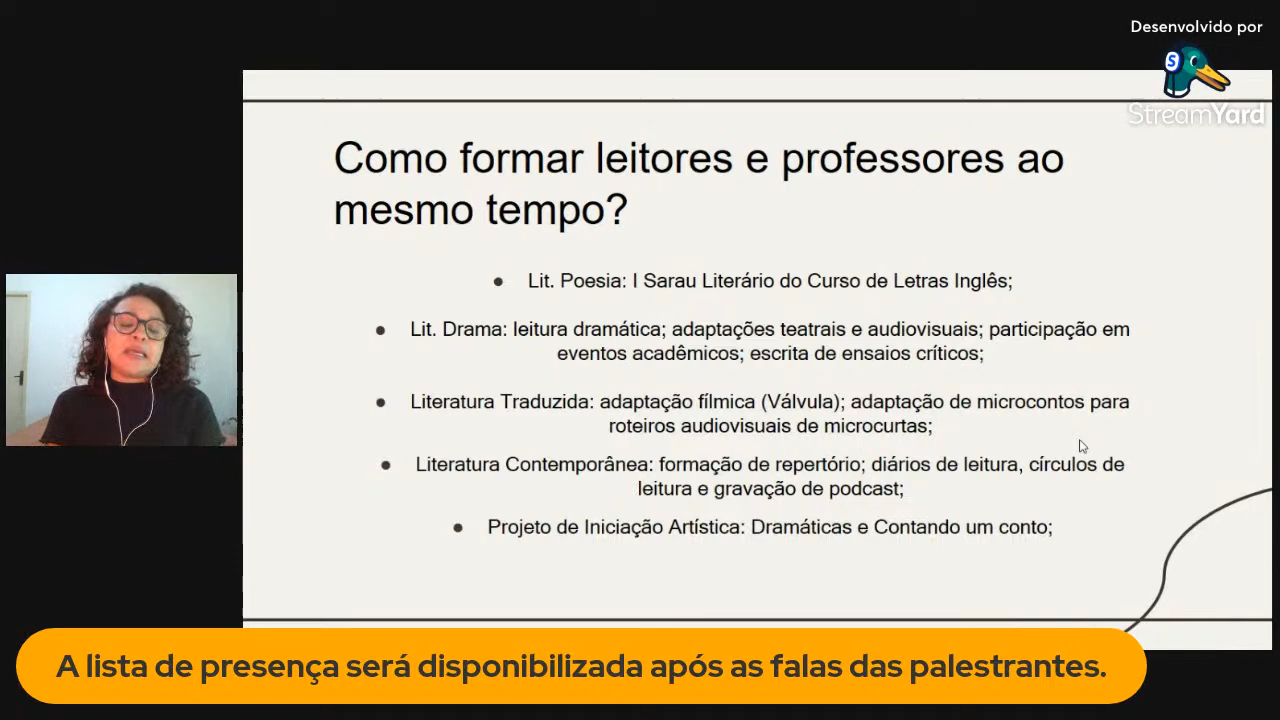 Desenvolvido por
S
StreamYard
Como formar leitores e professores ao
mesmo tempo?
● Lit. Poesia: I Sarau Literário do Curso de Letras Inglês;
● Lit. Drama: leitura dramática; adaptações teatrais e audiovisuais; participação em
eventos acadêmicos; escrita de ensaios críticos;
● Literatura Traduzida: adaptação fílmica (Válvula); adaptação de microcontos para
roteiros audiovisuais de microcurtas;
● Literatura Contemporânea: formação de repertório; diários de leitura, círculos de
leitura e gravação de podcast;
● Projeto de Iniciação Artística: Dramáticas e Contando um conto;
A lista de presença será disponibilizada após as falas das palestrantes.